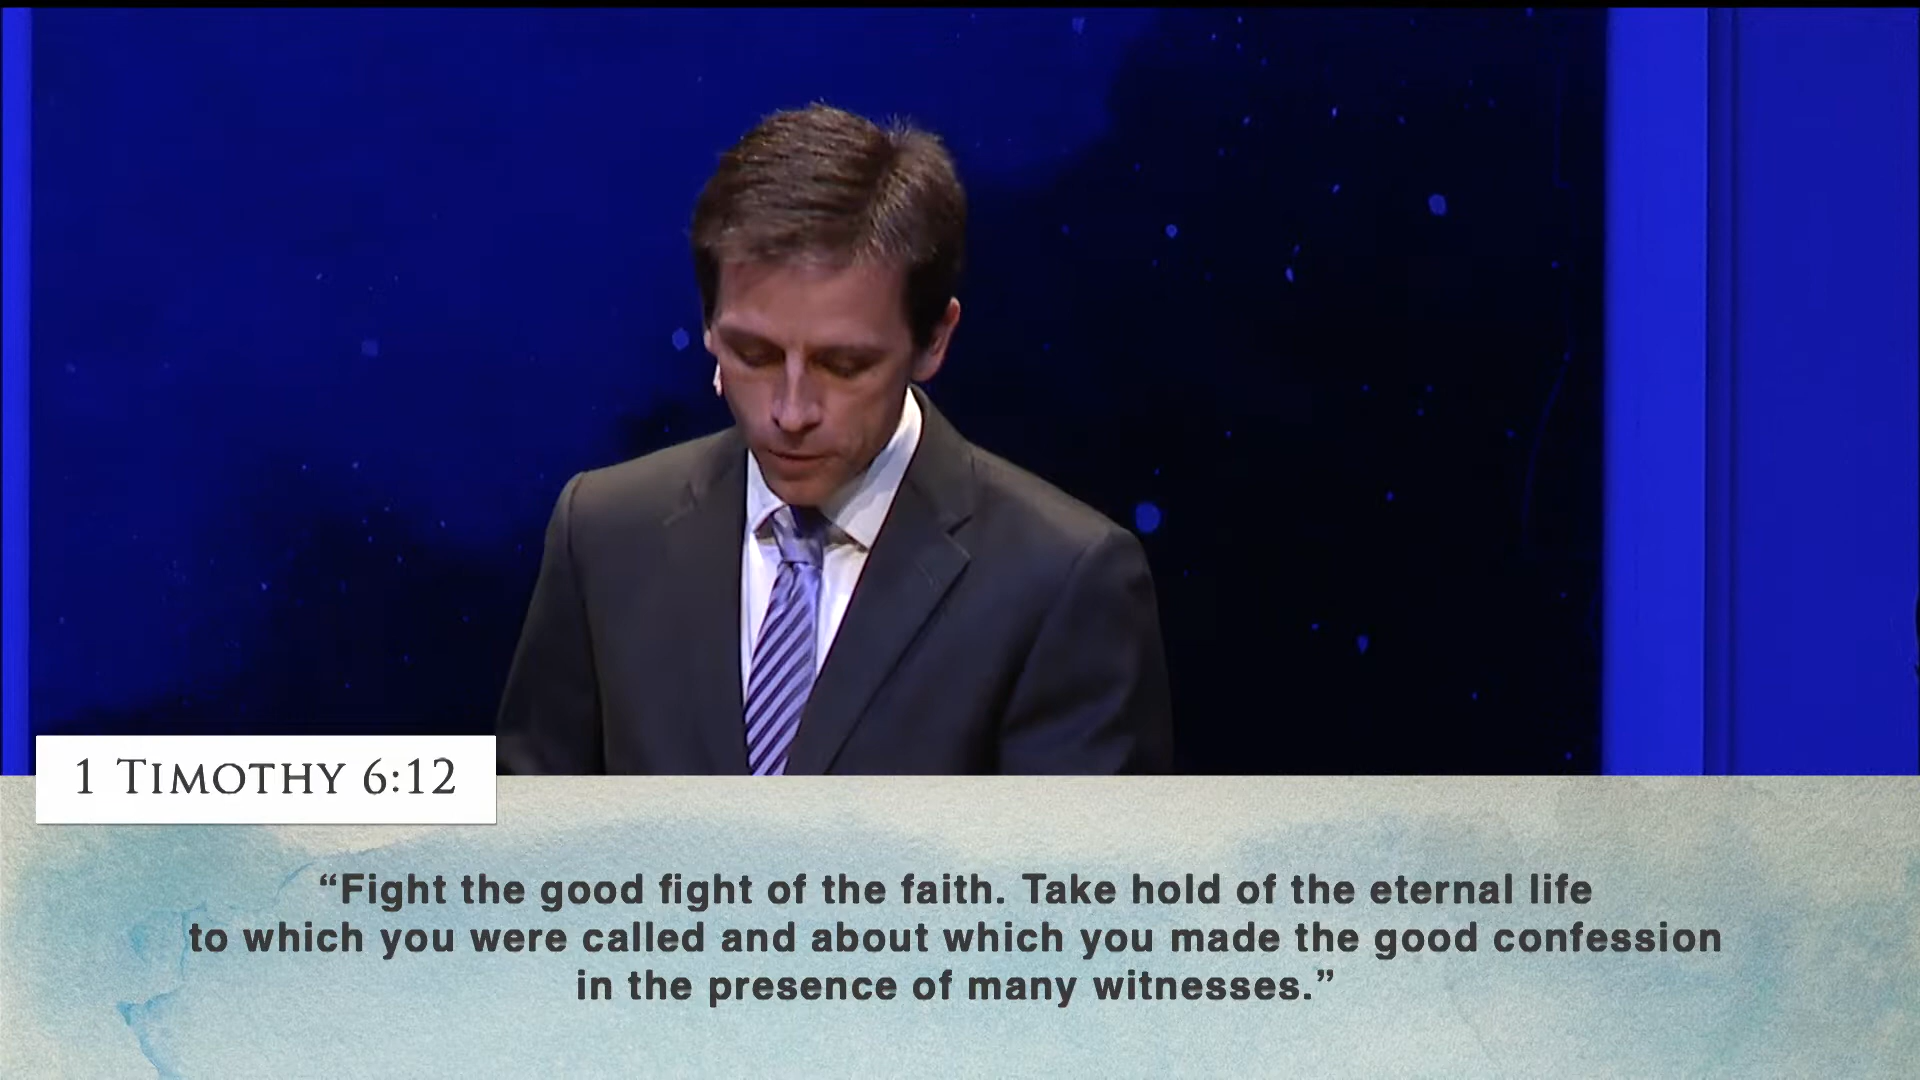 1 TIMOTHY 6:12
“Fight the good fight of the faith. Take hold of the eternal life
to which you were called and about which you made the good confession
in the presence of many witnesses.”